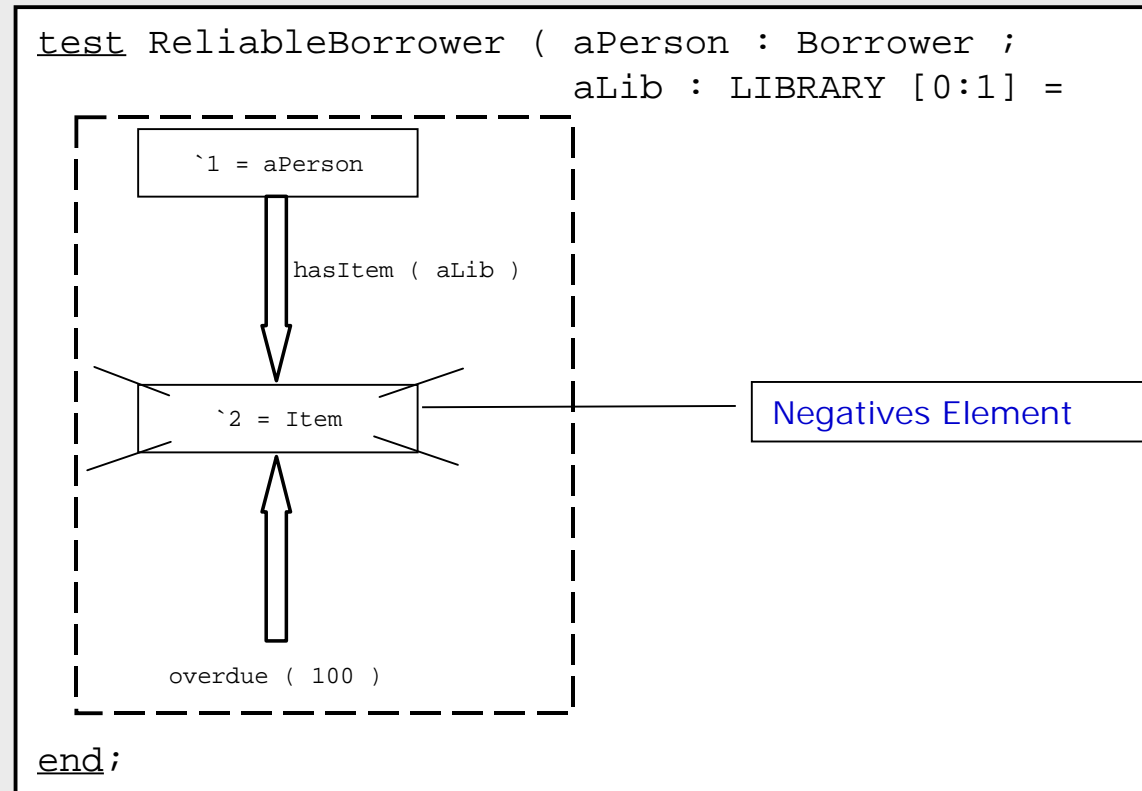 test ReliableBorrower ( aPerson : Borrower ;
aLib : LIBRARY [0:1] =
`1 = aPerson
hasItem ( aLib )
`2 = Item
Negatives Element
overdue ( 100 )
end;